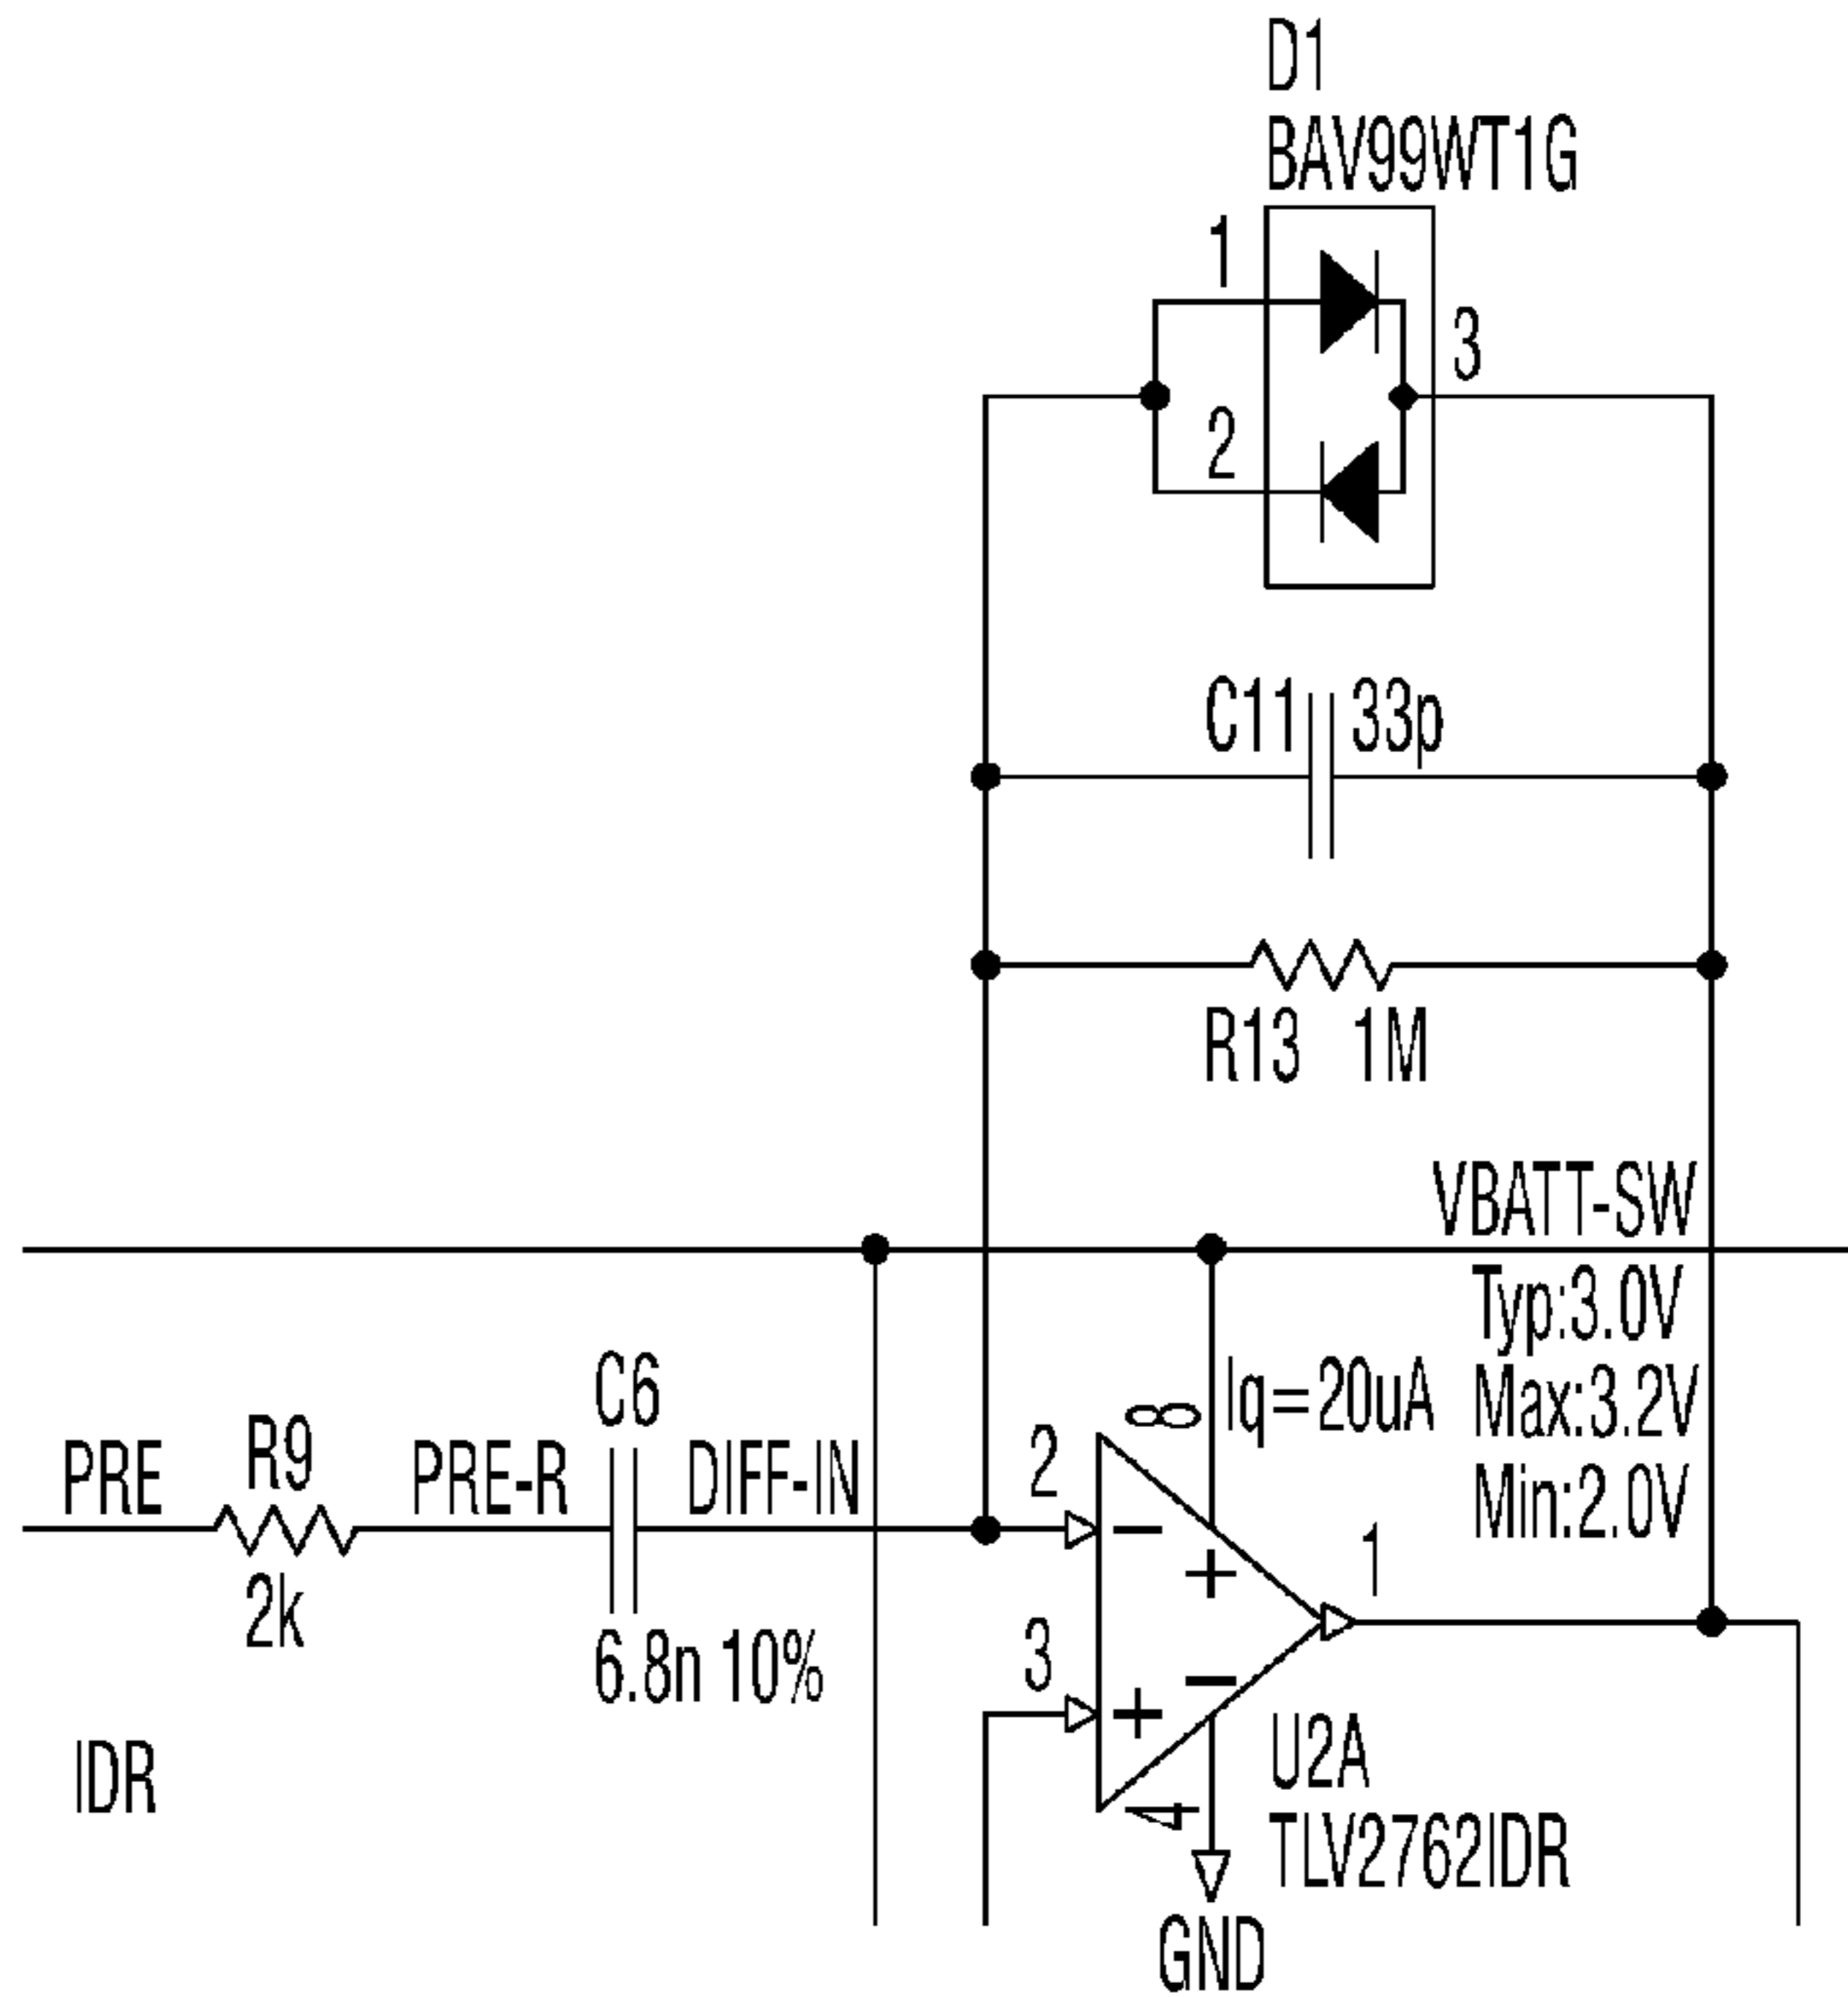 D1
BAV99WT1G
1
3
2
C11 33p
R13 1M
VBATT-SW
Typ:3.0V
Max:3.2V
Min:2.0V
C6
8
Iq=20uA
PRE
R9
PRE-R
DIFF-IN
2
1
2k
6.8n 10%
3
+
-
-
+
IDR
U2A
4
TLV2762IDR
GND